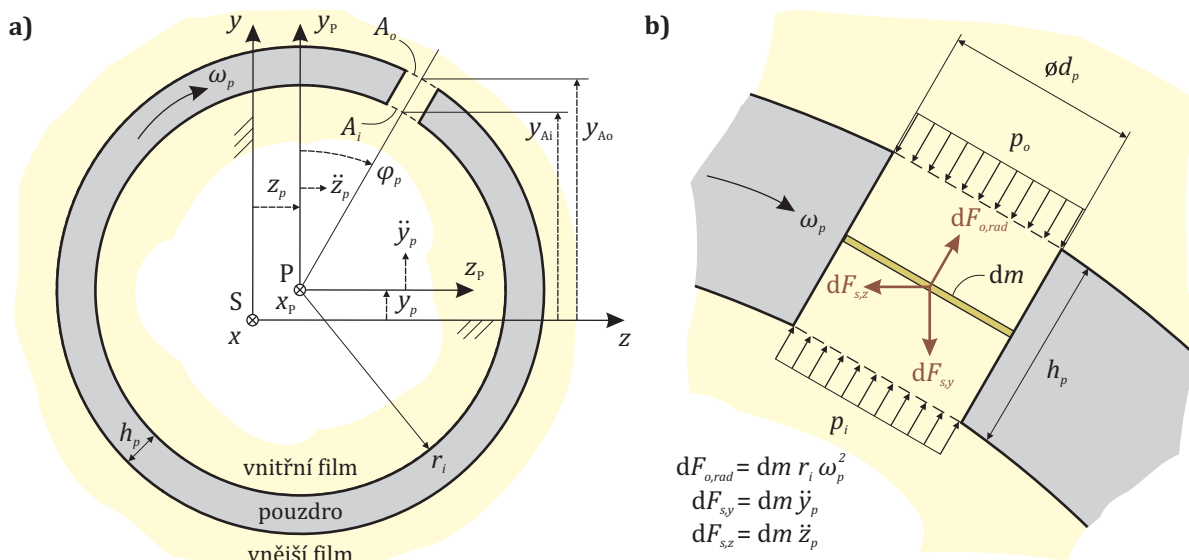 a)
y
y_P
A_o
ω_p
A_i
y_Ai
y_Ao
z_p
z̈_p
φ_p
ÿ_p
z_P
P
x_P
y_p
S
x
z
h_p
r_i
vnitřní film
pouzdro
vnější film
b)
ød_p
p_o
ω_p
dF_o,rad
dm
dF_s,z
dF_s,y
h_p
p_i
dF_o,rad = dm r_i ω_p^2
dF_s,y = dm ÿ_p
dF_s,z = dm z̈_p